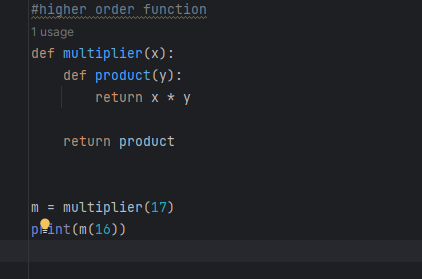 #higher order function
1 usage
def multiplier(x):
    def product(y):
        return x * y
    return product
m = multiplier(17)
print(m(16))